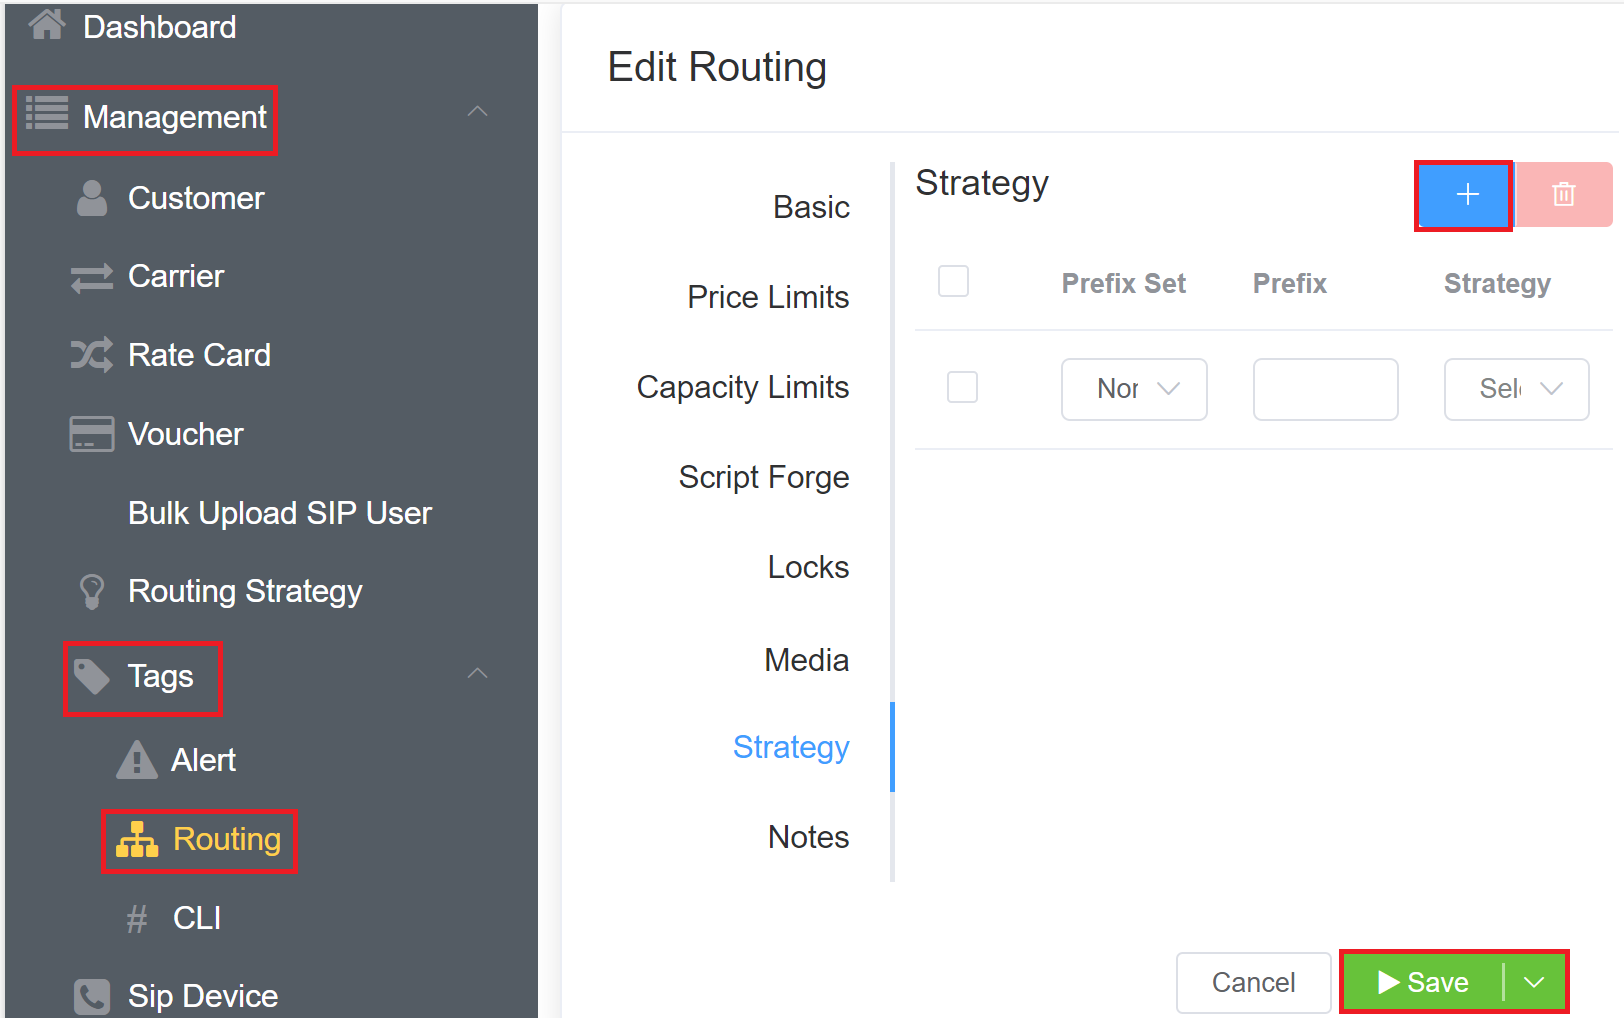 Dashboard
Management
Customer
Carrier
Rate Card
Voucher
Bulk Upload SIP User
Routing Strategy
Tags
Alert
Routing
# CLI
Sip Device
Edit Routing
Basic
Price Limits
Capacity Limits
Script Forge
Locks
Media
Strategy
Notes
Strategy
Prefix Set Prefix Strategy
Nor Sele
Cancel Save